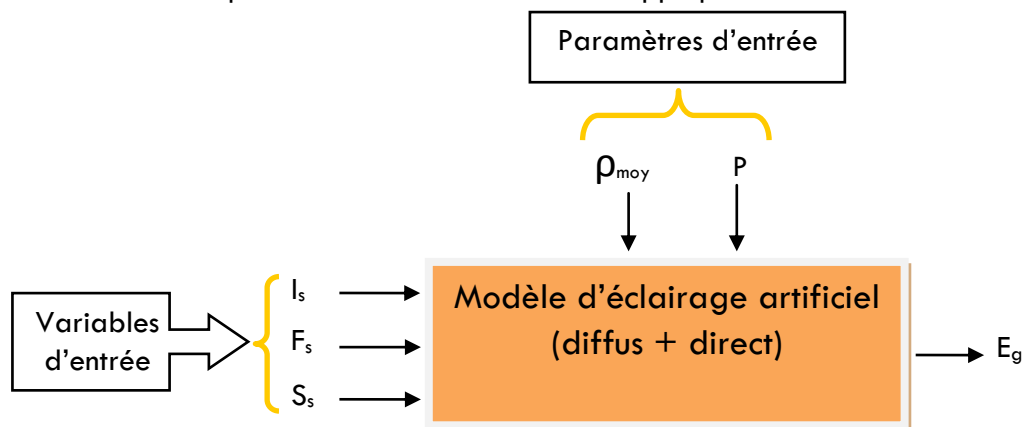 Paramètres d'entrée
ρmoy
P
Variables
d'entrée
Is
Fs
Ss
Modèle d'éclairage artificiel
(diffus + direct)
Eg